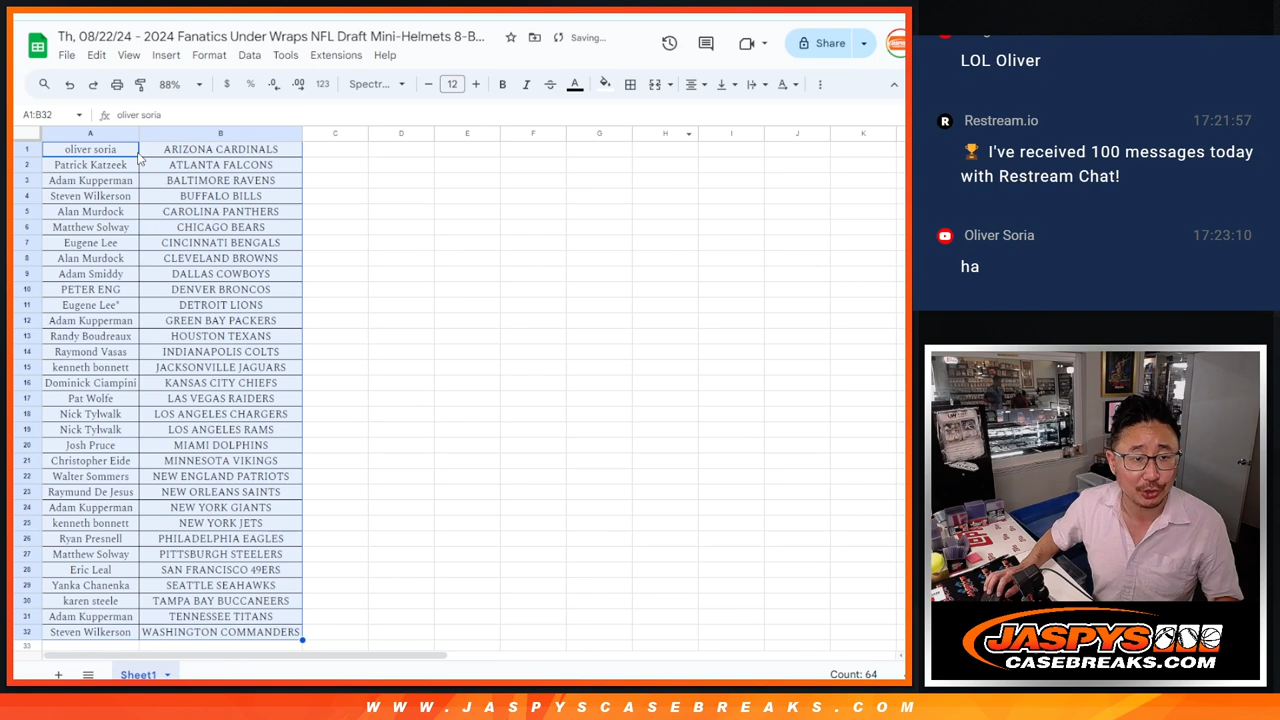 Th, 08/22/24 - 2024 Fanatics Under Wraps NFL Draft Mini-Helmets 8-B...
Saving...
Share
File Edit View Insert Format Data Tools Extensions Help
88% $ % .0 .00 123 Spectr... 12 B I A
A1:B32 fx oliver soria
A B C D E F G H I J K
1 oliver soria ARIZONA CARDINALS
2 Patrick Katzeek ATLANTA FALCONS
3 Adam Kupperman BALTIMORE RAVENS
4 Steven Wilkerson BUFFALO BILLS
5 Alan Murdock CAROLINA PANTHERS
6 Matthew Solway CHICAGO BEARS
7 Eugene Lee CINCINNATI BENGALS
8 Alan Murdock CLEVELAND BROWNS
9 Adam Smiddy DALLAS COWBOYS
10 PETER ENG DENVER BRONCOS
11 Eugene Lee* DETROIT LIONS
12 Adam Kupperman GREEN BAY PACKERS
13 Randy Boudreaux HOUSTON TEXANS
14 Raymond Vasas INDIANAPOLIS COLTS
15 kenneth bonnett JACKSONVILLE JAGUARS
16 Dominick Ciampini KANSAS CITY CHIEFS
17 Pat Wolfe LAS VEGAS RAIDERS
18 Nick Tylwalk LOS ANGELES CHARGERS
19 Nick Tylwalk LOS ANGELES RAMS
20 Josh Pruce MIAMI DOLPHINS
21 Christopher Eide MINNESOTA VIKINGS
22 Walter Sommers NEW ENGLAND PATRIOTS
23 Raymund De Jesus NEW ORLEANS SAINTS
24 Adam Kupperman NEW YORK GIANTS
25 kenneth bonnett NEW YORK JETS
26 Ryan Presnell PHILADELPHIA EAGLES
27 Matthew Solway PITTSBURGH STEELERS
28 Eric Leal SAN FRANCISCO 49ERS
29 Yanka Chanenka SEATTLE SEAHAWKS
30 karen steele TAMPA BAY BUCCANEERS
31 Adam Kupperman TENNESSEE TITANS
32 Steven Wilkerson WASHINGTON COMMANDERS
33
Sheet1
Count: 64
LOL Oliver
Restream.io 17:21:57
🏆 I've received 100 messages today
with Restream Chat!
Oliver Soria 17:23:10
ha
JASPYS
CASEBREAKS.COM
WWW.JASPYSCASEBREAKS.COM